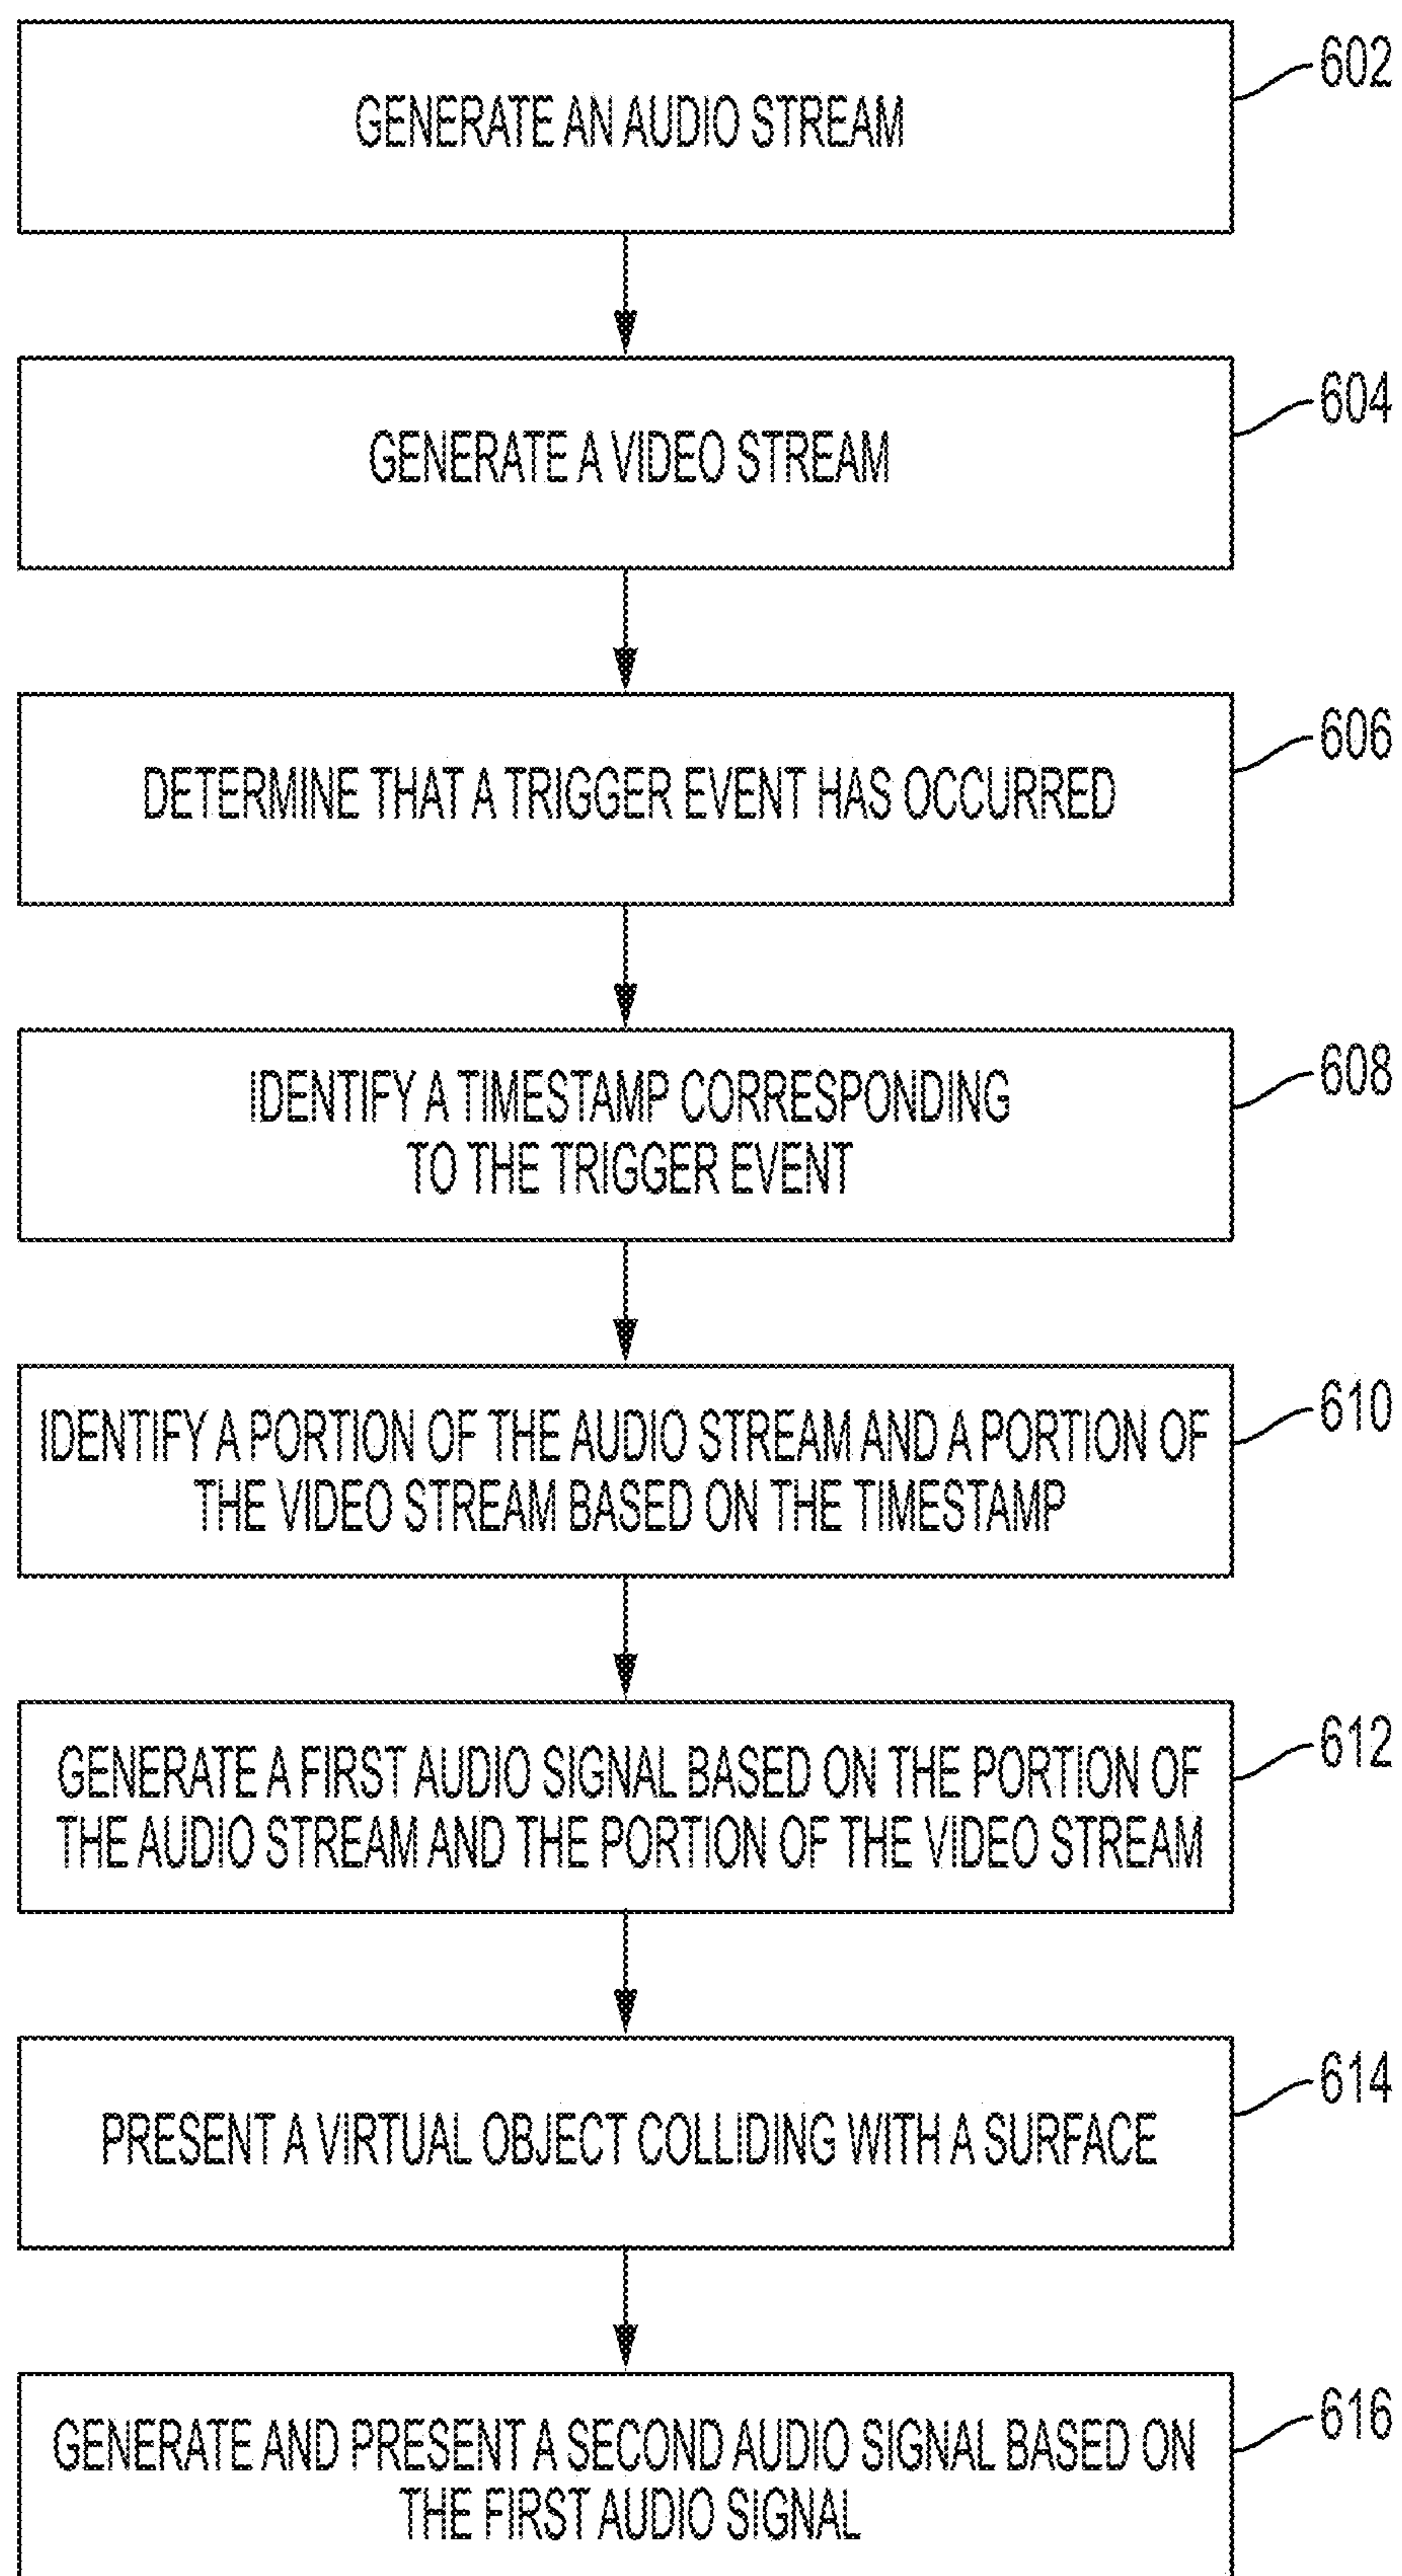 GENERATE AN AUDIO STREAM
602
GENERATE A VIDEO STREAM
604
DETERMINE THAT A TRIGGER EVENT HAS OCCURRED
606
IDENTIFY A TIMESTAMP CORRESPONDING
TO THE TRIGGER EVENT
608
IDENTIFY A PORTION OF THE AUDIO STREAM AND A PORTION OF
THE VIDEO STREAM BASED ON THE TIMESTAMP
610
GENERATE A FIRST AUDIO SIGNAL BASED ON THE PORTION OF
THE AUDIO STREAM AND THE PORTION OF THE VIDEO STREAM
612
PRESENT A VIRTUAL OBJECT COLLIDING WITH A SURFACE
614
GENERATE AND PRESENT A SECOND AUDIO SIGNAL BASED ON
THE FIRST AUDIO SIGNAL
616